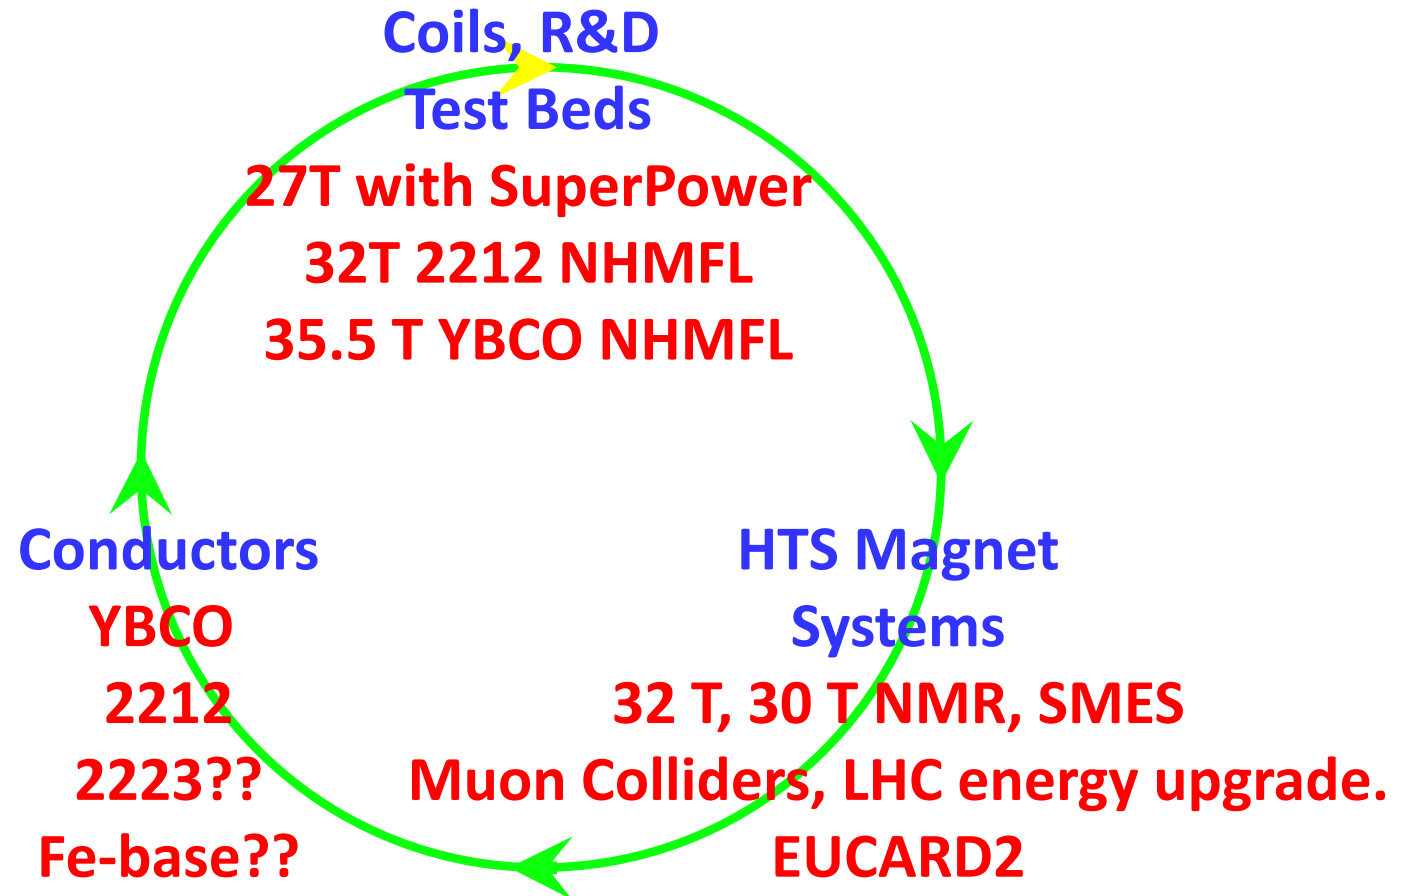 Coils, R&D
Test Beds
27T with SuperPower
32T 2212 NHMFL
35.5 T YBCO NHMFL
Conductors
YBCO
2212
2223??
Fe-base??
HTS Magnet
Systems
32 T, 30 T NMR, SMES
Muon Colliders, LHC energy upgrade.
EUCARD2